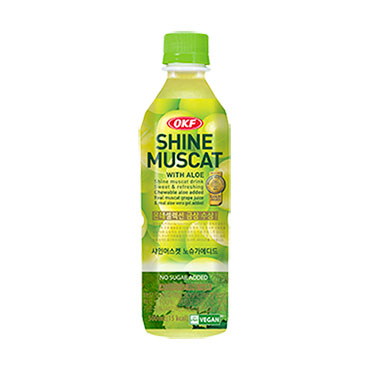 OKF
SHINE
MUSCAT
WITH ALOE
Shine muscat drink
Sweet & refreshing
Chewable aloe added
Real muscat grape juice
& real aloe vera gel added
샤인머스캣 노슈가애디드
NO SUGAR ADDED
VEGAN